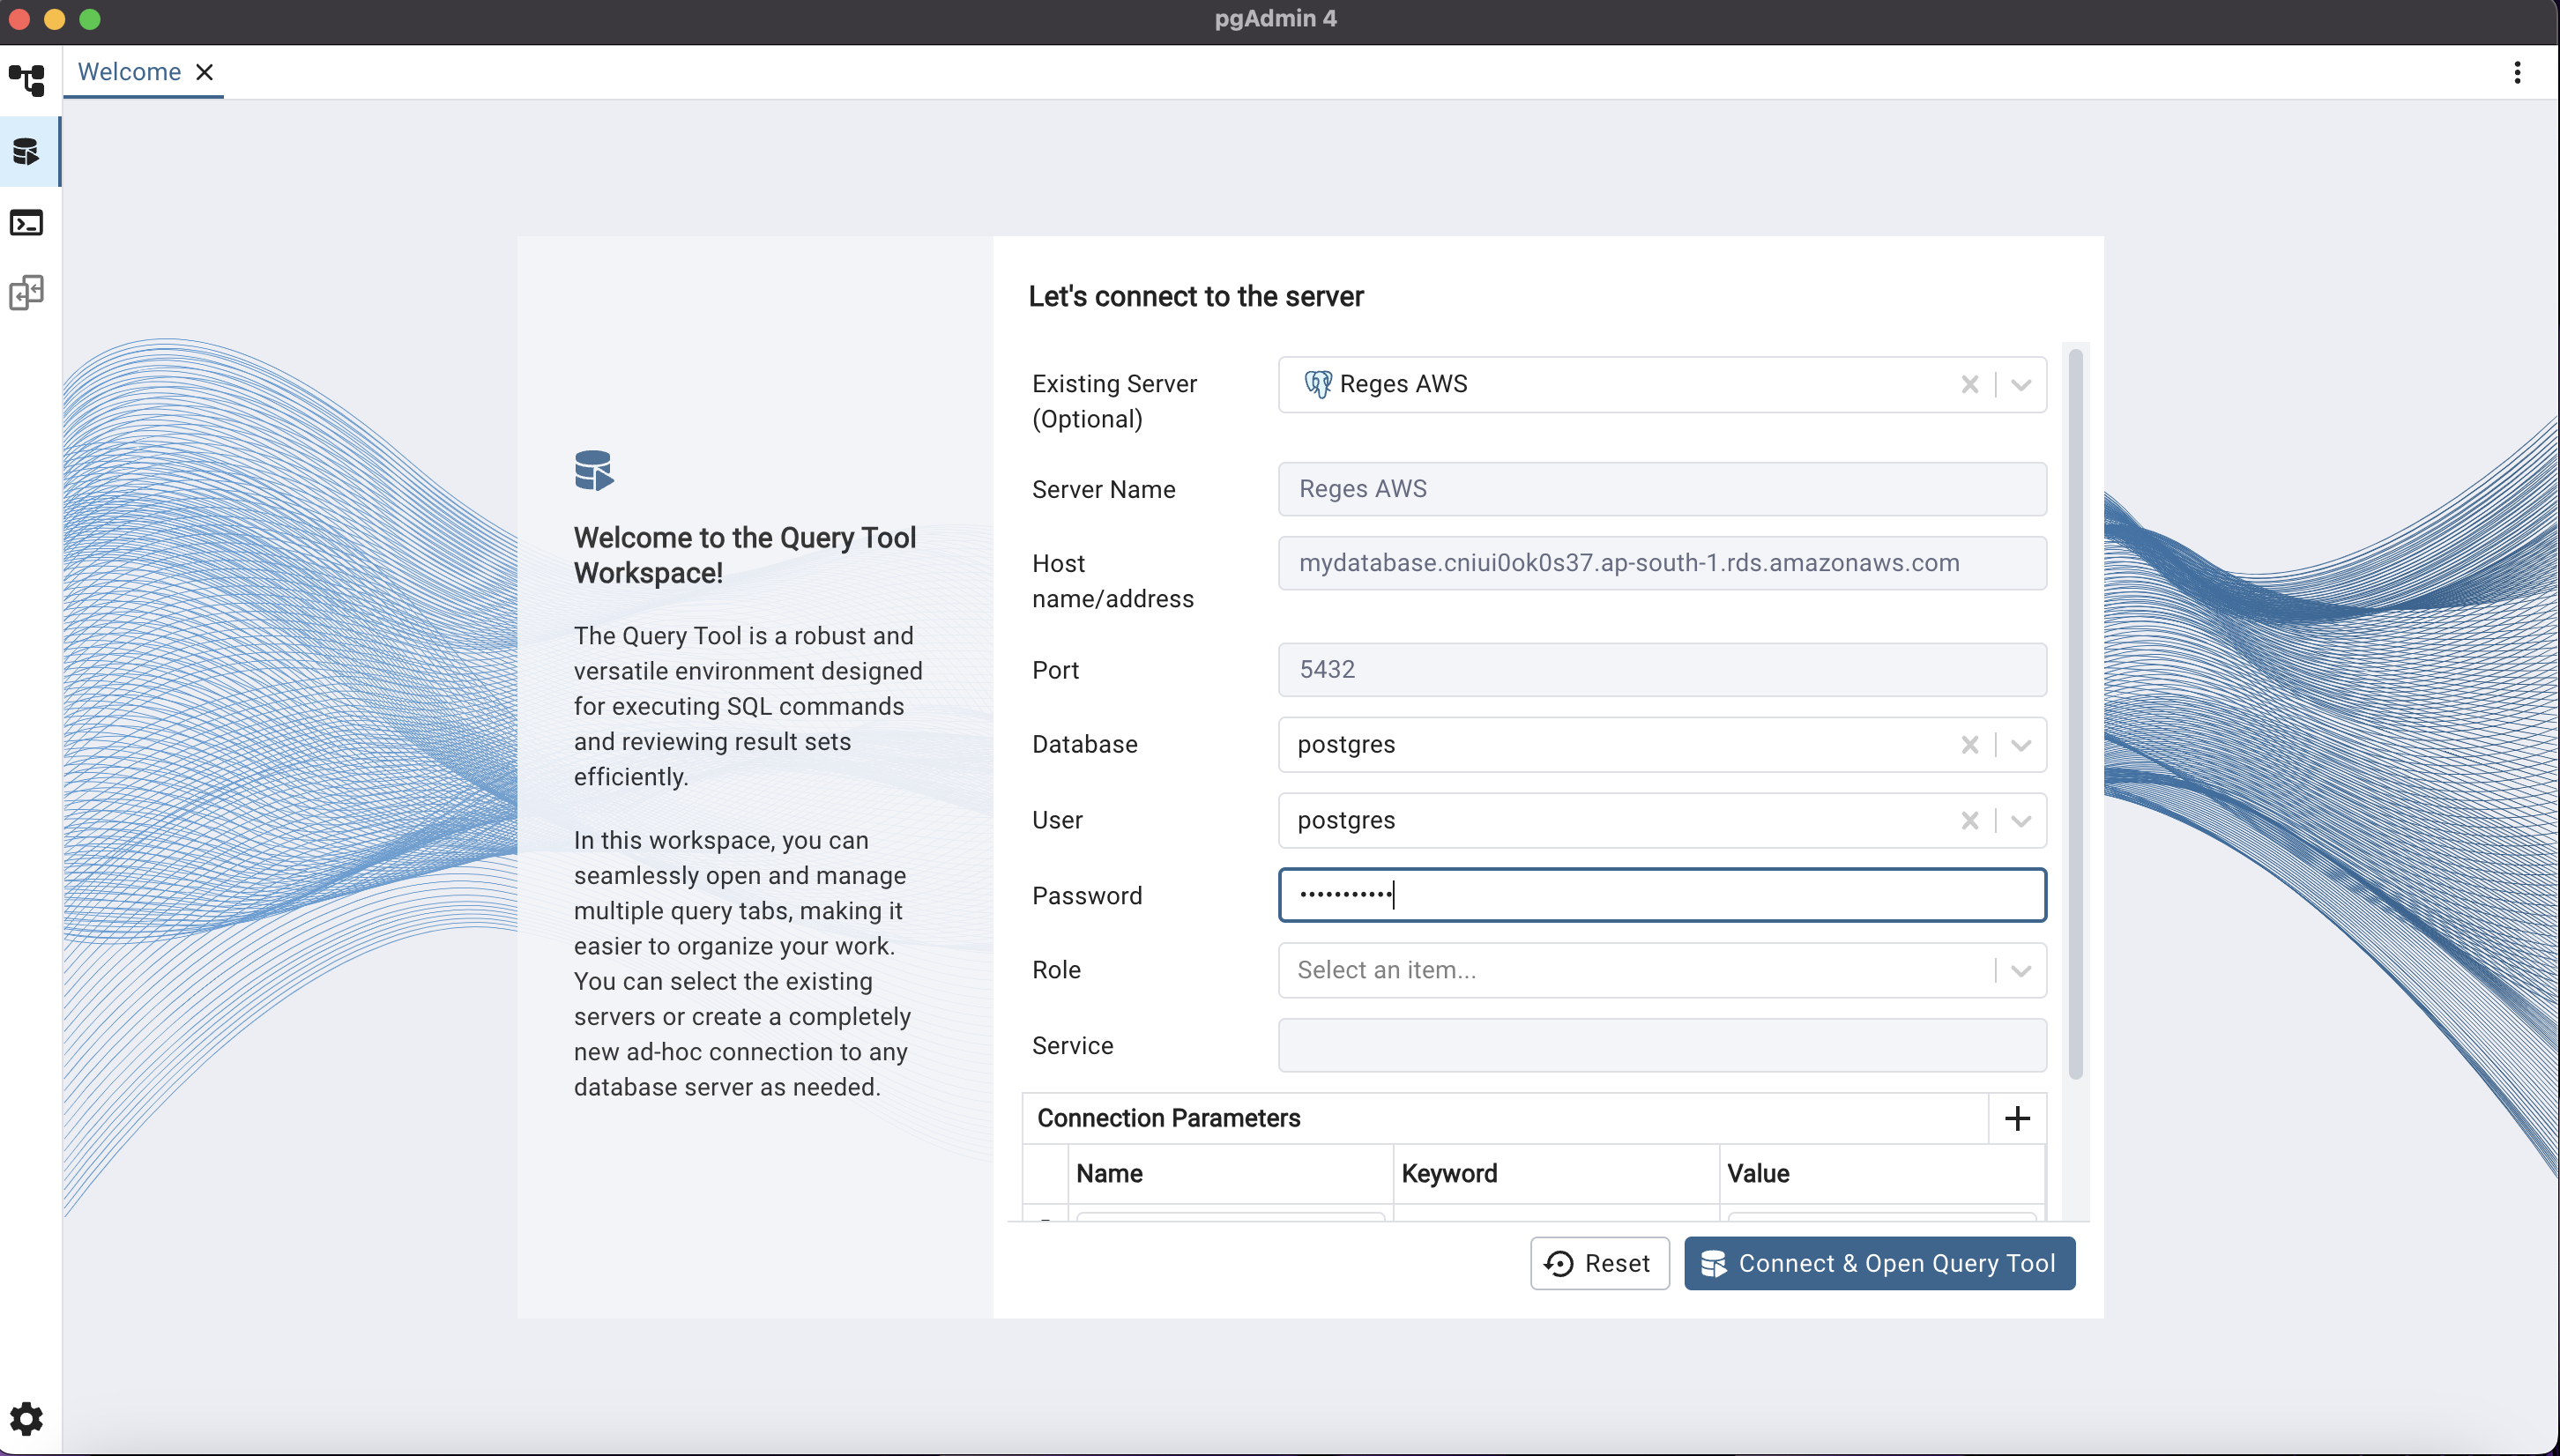 pgAdmin 4
Welcome
Let's connect to the server
Existing Server
(Optional)
Reges AWS
Server Name
Reges AWS
Host
name/address
mydatabase.cniui0ok0s37.ap-south-1.rds.amazonaws.com
Port
5432
Database
postgres
User
postgres
Password
Role
Select an item...
Service
Connection Parameters
Name Keyword Value
Reset
Connect & Open Query Tool
Welcome to the Query Tool
Workspace!
The Query Tool is a robust and
versatile environment designed
for executing SQL commands
and reviewing result sets
efficiently.
In this workspace, you can
seamlessly open and manage
multiple query tabs, making it
easier to organize your work.
You can select the existing
servers or create a completely
new ad-hoc connection to any
database server as needed.